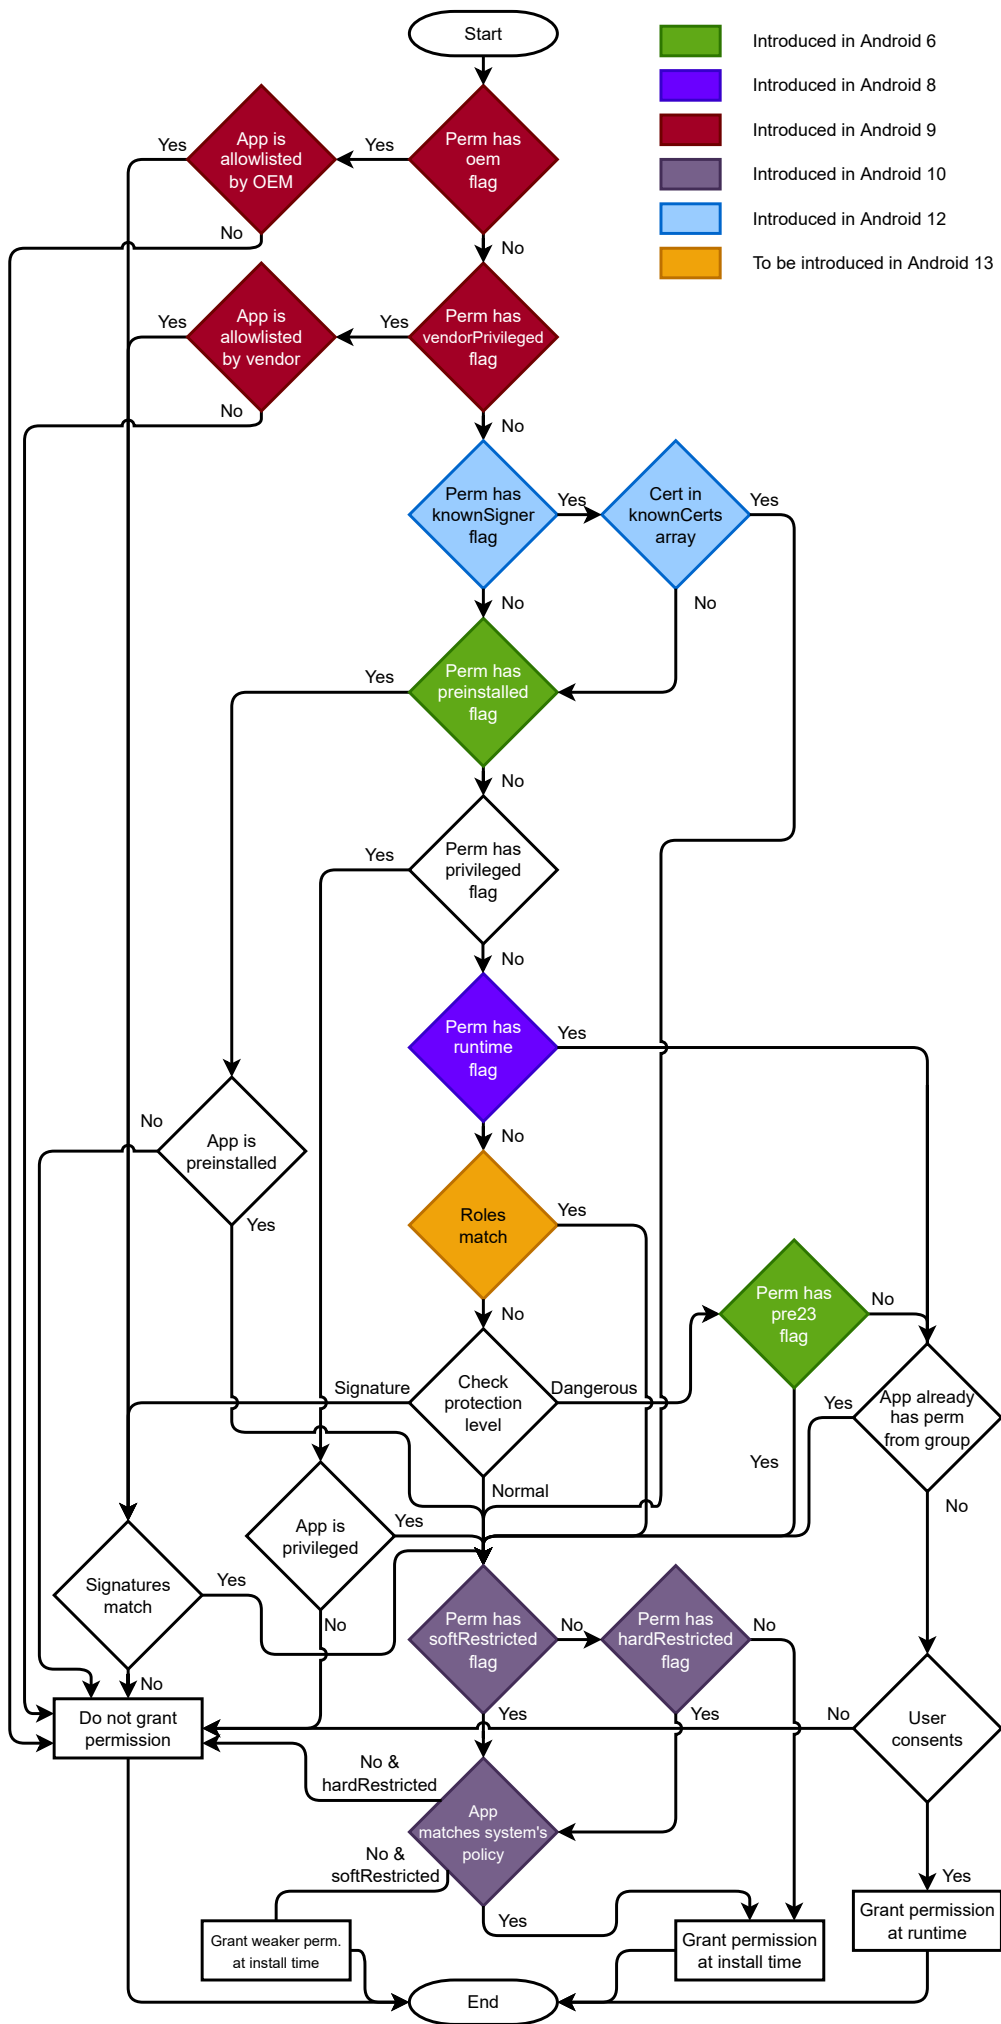 Start
Introduced in Android 6
Introduced in Android 8
Introduced in Android 9
Introduced in Android 10
Introduced in Android 12
To be introduced in Android 13
Yes
App is
allowlisted
by OEM
Yes
Perm has
oem
flag
No
No
Yes
App is
allowlisted
by vendor
Yes
Perm has
vendorPrivileged
flag
No
No
Perm has
knownSigner
flag
Yes
Cert in
knownCerts
array
Yes
No
No
Yes
Perm has
preinstalled
flag
No
Yes
Perm has
privileged
flag
No
Perm has
runtime
flag
Yes
No
No
App is
preinstalled
Yes
Roles
match
Yes
No
Perm has
pre23
flag
No
Signature
Check
protection
level
Dangerous
Yes
App already
has perm
from group
Yes
Normal
No
App is
privileged
Yes
No
Signatures
match
Yes
No
Perm has
softRestricted
flag
No
Perm has
hardRestricted
flag
No
Yes
Yes
Do not grant
permission
No
User
consents
No &
hardRestricted
App
matches system's
policy
No &
softRestricted
Yes
Yes
Grant weaker perm.
at install time
Grant permission
at install time
Grant permission
at runtime
End